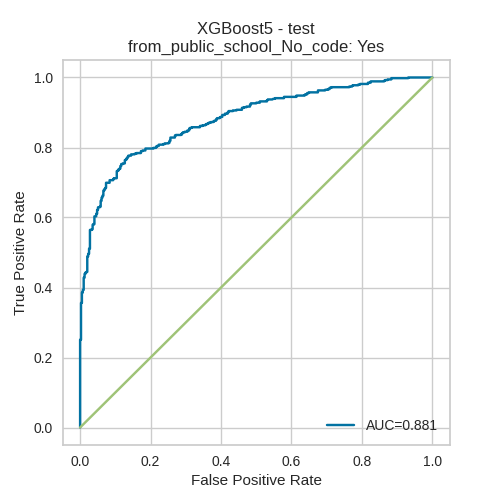 XGBoost5 - test
from_public_school_No_code: Yes
1.0
0.8
0.6
0.4
0.2
0.0
True Positive Rate
AUC=0.881
0.0 0.2 0.4 0.6 0.8 1.0
False Positive Rate